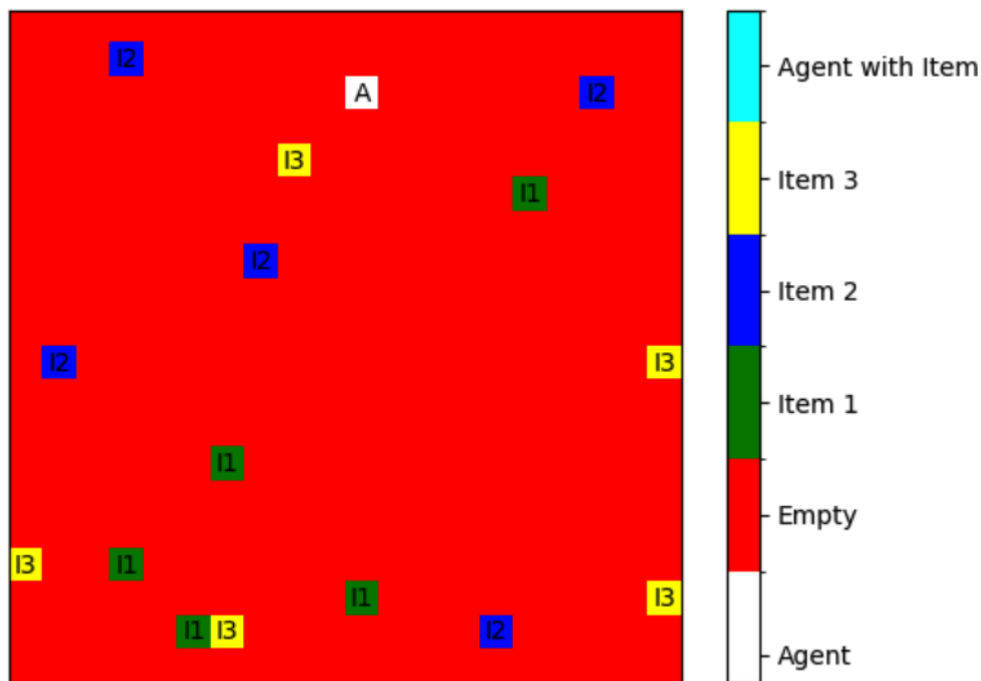 I2
A I2
I3
I1
I2
I2 I3
I1
I3 I1
I1 I3
I1 I3 I2
Agent with Item
Item 3
Item 2
Item 1
Empty
Agent